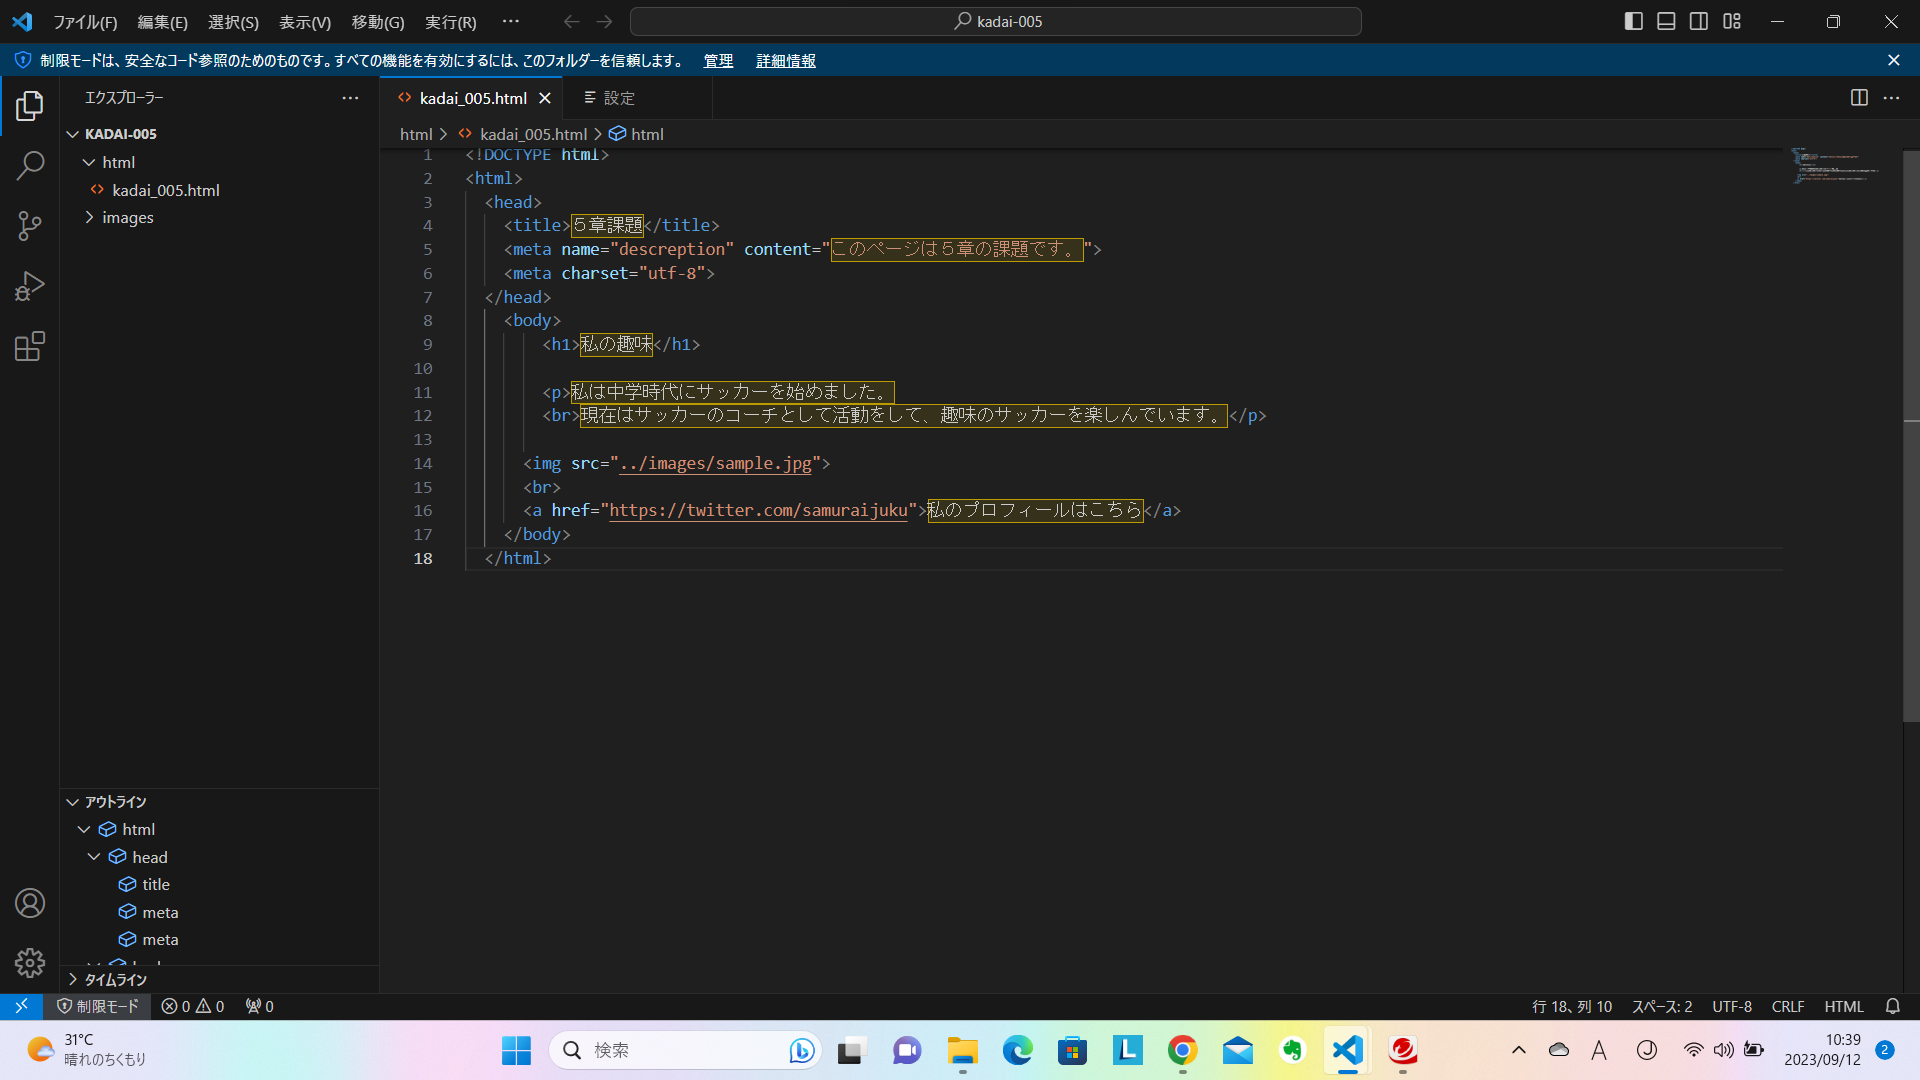 ファイル(F) 編集(E) 選択(S) 表示(V) 移動(G) 実行(R) ···
kadai-005
制限モードは、安全なコード参照のためのものです。すべての機能を有効にするには、このフォルダーを信頼します。 管理 詳細情報
エクスプローラー
kadai_005.html
設定
html > kadai_005.html > html
KADAI-005
html
kadai_005.html
images
1 <!DOCTYPE html>
2 <html>
3 <head>
4 <title>５章課題</title>
5 <meta name="descreption" content="このページは５章の課題です。">
6 <meta charset="utf-8">
7 </head>
8 <body>
9 <h1>私の趣味</h1>
10
11 <p>私は中学時代にサッカーを始めました。
12 <br>現在はサッカーのコーチとして活動をして、趣味のサッカーを楽しんでいます。</p>
13
14 <img src="../images/sample.jpg">
15 <br>
16 <a href="https://twitter.com/samuraijuku">私のプロフィールはこちら</a>
17 </body>
18 </html>
アウトライン
html
head
title
meta
meta
タイムライン
制限モード 0 0 0
行 18、列 10 スペース: 2 UTF-8 CRLF HTML
31°C
晴れのちくもり
検索
A
10:39
2023/09/12
2